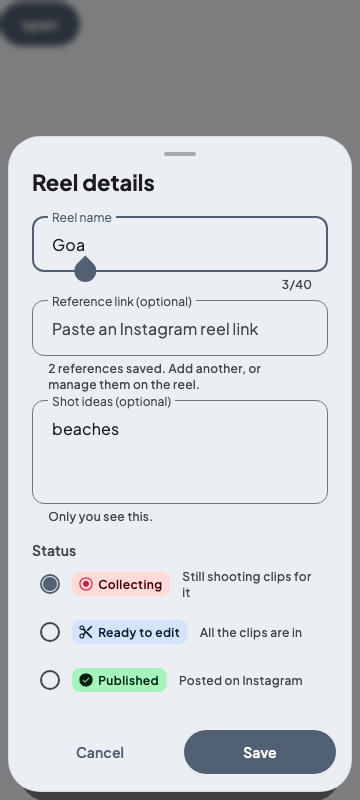 open
Reel details
Reel name
Goa
3/40
Reference link (optional)
Paste an Instagram reel link
2 references saved. Add another, or
manage them on the reel.
Shot ideas (optional)
beaches
Only you see this.
Status
Collecting
Still shooting clips for
it
Ready to edit
All the clips are in
Published
Posted on Instagram
Cancel
Save